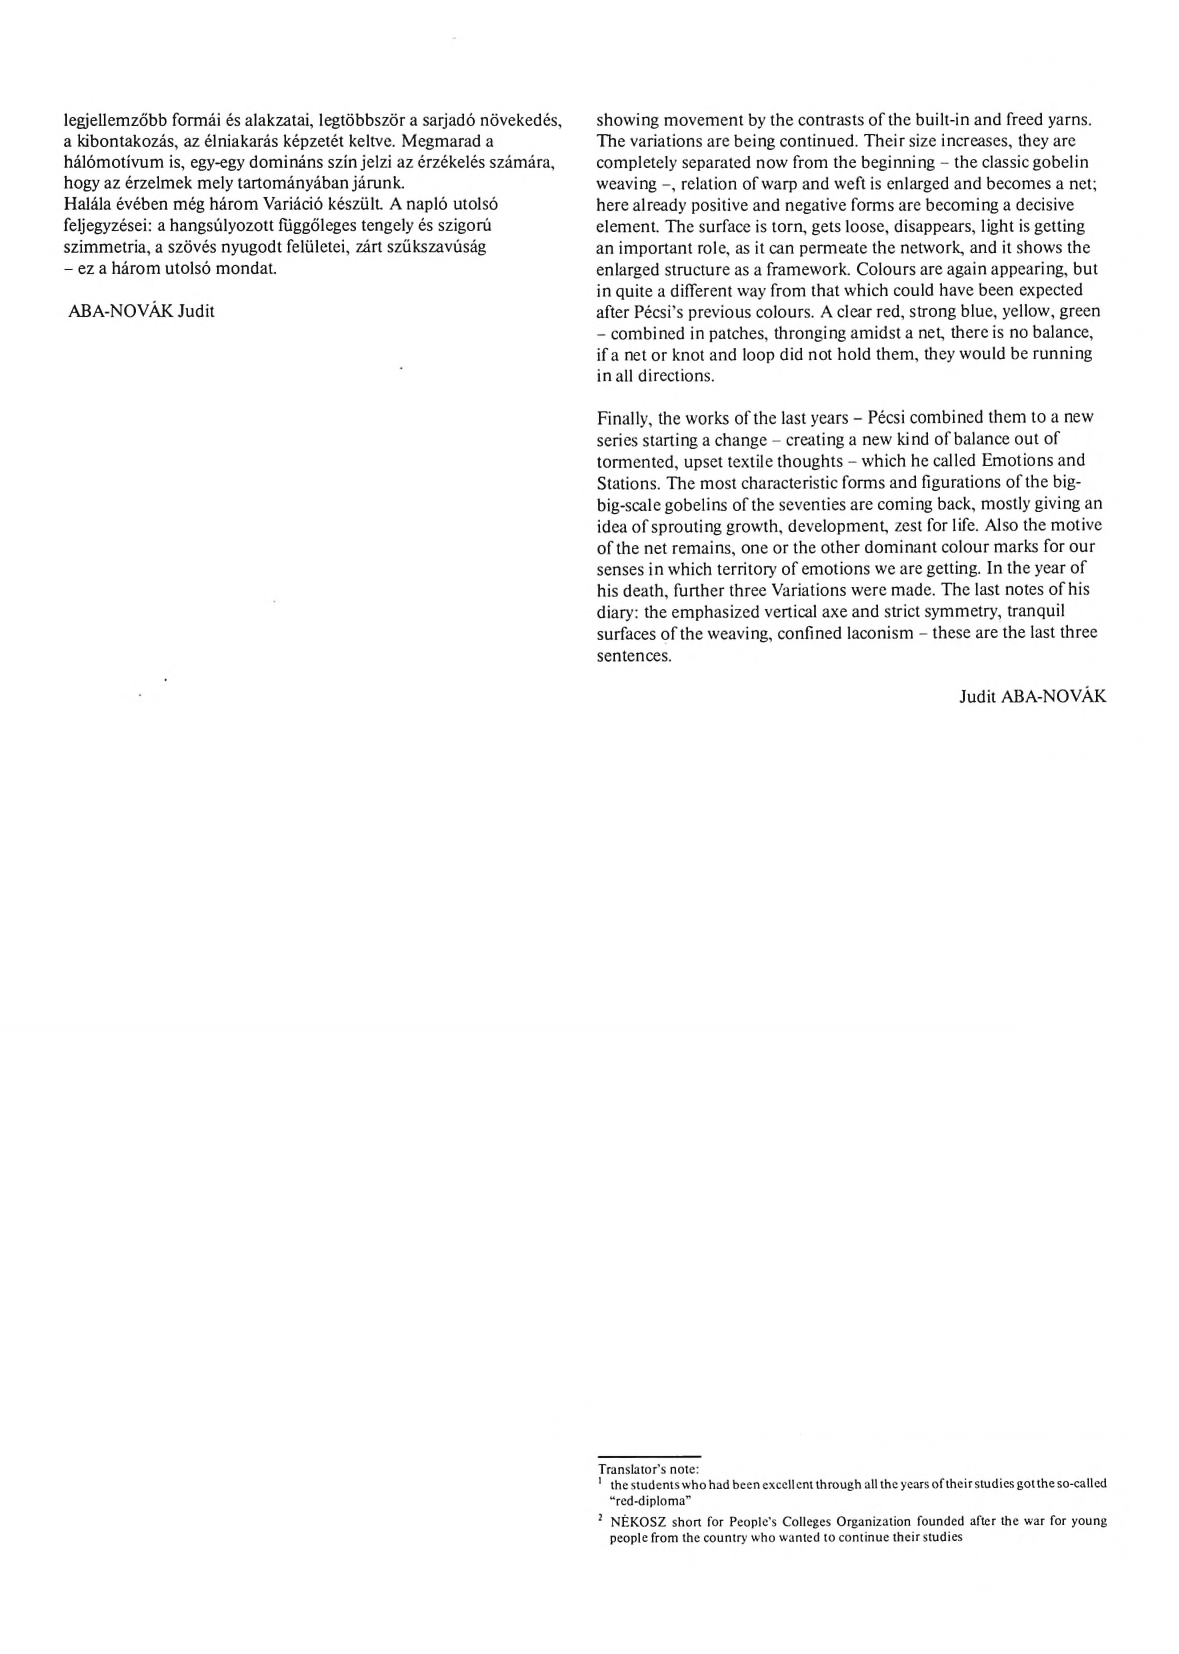 legjellemzőbb formái és alakzatai, legtöbbször a sarjadó növekedés,
a kibontakozás, az élniakarás képzetét keltve. Megmarad a
hálómotívum is, egy-egy domináns szín jelzi az érzékelés számára,
hogy az érzelmek mely tartományában járunk.
Halála évében még három Variáció készült. A napló utolsó
feljegyzései: a hangsúlyozott függőleges tengely és szigorú
szimmetria, a szövés nyugodt felületei, zárt szűkszavúság
– ez a három utolsó mondat.
ABA-NOVÁK Judit
showing movement by the contrasts of the built-in and freed yarns.
The variations are being continued. Their size increases, they are
completely separated now from the beginning – the classic gobelin
weaving –, relation of warp and weft is enlarged and becomes a net;
here already positive and negative forms are becoming a decisive
element. The surface is torn, gets loose, disappears, light is getting
an important role, as it can permeate the network, and it shows the
enlarged structure as a framework. Colours are again appearing, but
in quite a different way from that which could have been expected
after Pécsi's previous colours. A clear red, strong blue, yellow, green
– combined in patches, thronging amidst a net, there is no balance,
if a net or knot and loop did not hold them, they would be running
in all directions.
Finally, the works of the last years – Pécsi combined them to a new
series starting a change – creating a new kind of balance out of
tormented, upset textile thoughts – which he called Emotions and
Stations. The most characteristic forms and figurations of the big-
big-scale gobelins of the seventies are coming back, mostly giving an
idea of sprouting growth, development, zest for life. Also the motive
of the net remains, one or the other dominant colour marks for our
senses in which territory of emotions we are getting. In the year of
his death, further three Variations were made. The last notes of his
diary: the emphasized vertical axe and strict symmetry, tranquil
surfaces of the weaving, confined laconism – these are the last three
sentences.
Judit ABA-NOVÁK
Translator's note:
1 the students who had been excellent through all the years of their studies got the so-called
"red-diploma"
2 NÉKOSZ short for People's Colleges Organization founded after the war for young
people from the country who wanted to continue their studies